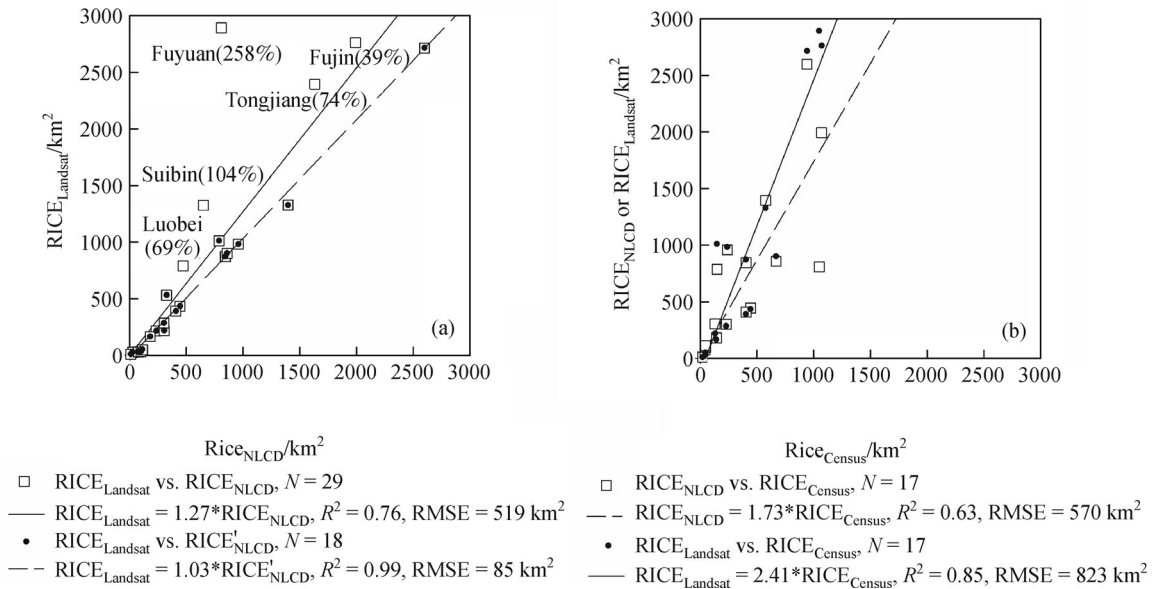 3000
2500
2000
1500
1000
500
0
RICE_Landsat/km²
Fuyuan(258%)
Fujin(39%)
Tongjiang(74%)
Suibin(104%)
Luobei
(69%)
(a)
0 500 1000 1500 2000 2500 3000
Rice_NLCD/km²
RICE_Landsat vs. RICE_NLCD, N = 29
RICE_Landsat = 1.27*RICE_NLCD, R² = 0.76, RMSE = 519 km²
RICE_Landsat vs. RICE'_NLCD, N = 18
RICE_Landsat = 1.03*RICE'_NLCD, R² = 0.99, RMSE = 85 km²
3000
2500
2000
1500
1000
500
0
RICE_NLCD or RICE_Landsat/km²
(b)
0 500 1000 1500 2000 2500 3000
Rice_Census/km²
RICE_NLCD vs. RICE_Census, N = 17
RICE_NLCD = 1.73*RICE_Census, R² = 0.63, RMSE = 570 km²
RICE_Landsat vs. RICE_Census, N = 17
RICE_Landsat = 2.41*RICE_Census, R² = 0.85, RMSE = 823 km²